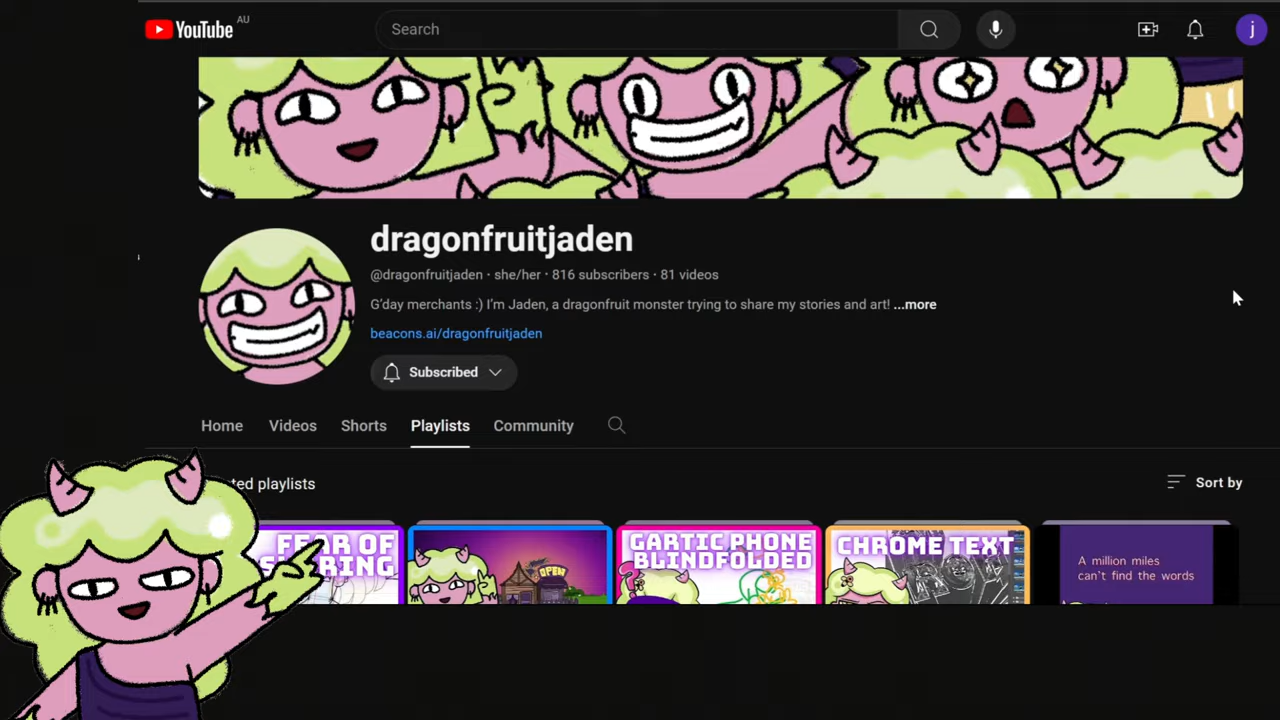 YouTube AU
Search
j
dragonfruitjaden
@dragonfruitjaden · she/her · 816 subscribers · 81 videos
G'day merchants :) I'm Jaden, a dragonfruit monster trying to share my stories and art! ...more
beacons.ai/dragonfruitjaden
Subscribed
Home Videos Shorts Playlists Community
ted playlists
Sort by
FEAR OF
OPEN
GARTIC PHONE
BLINDFOLDED
CHROME TEXT
A million miles
can't find the words